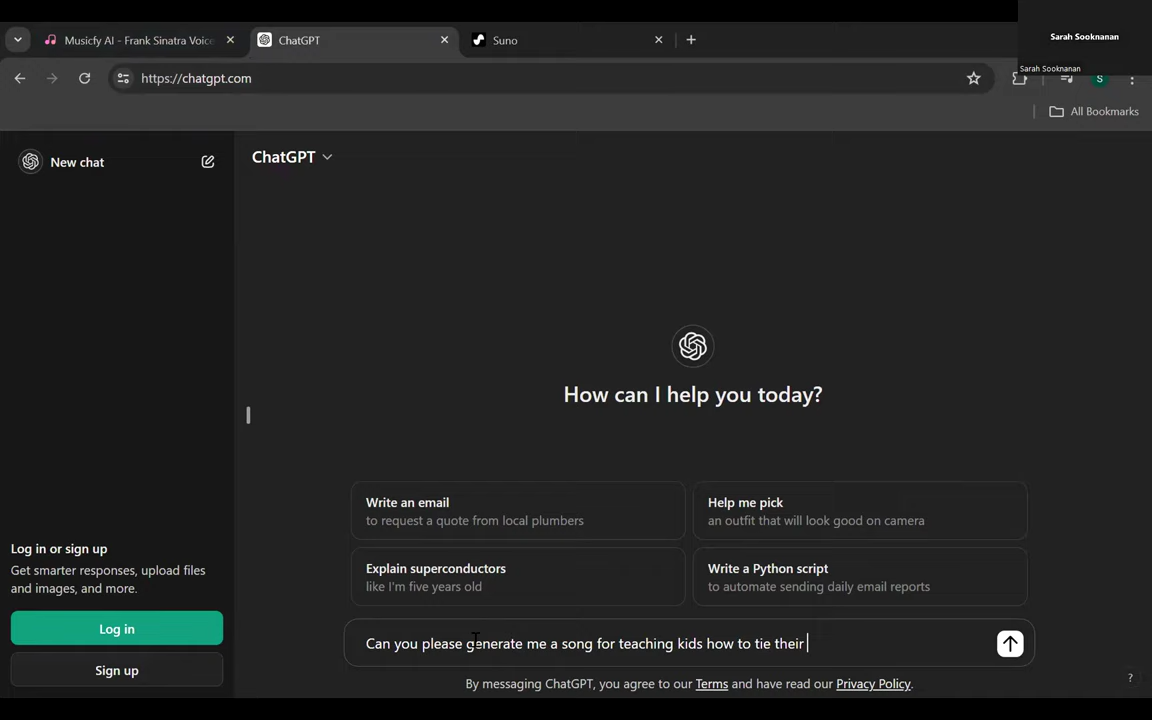 Musicfy AI - Frank Sinatra Voice
ChatGPT
Suno
Sarah Sooknanan
Sarah Sooknanan
https://chatgpt.com
S
All Bookmarks
New chat
ChatGPT
How can I help you today?
Write an email
to request a quote from local plumbers
Help me pick
an outfit that will look good on camera
Explain superconductors
like I'm five years old
Write a Python script
to automate sending daily email reports
Log in or sign up
Get smarter responses, upload files
and images, and more.
Log in
Sign up
Can you please generate me a song for teaching kids how to tie their
By messaging ChatGPT, you agree to our Terms and have read our Privacy Policy.
?